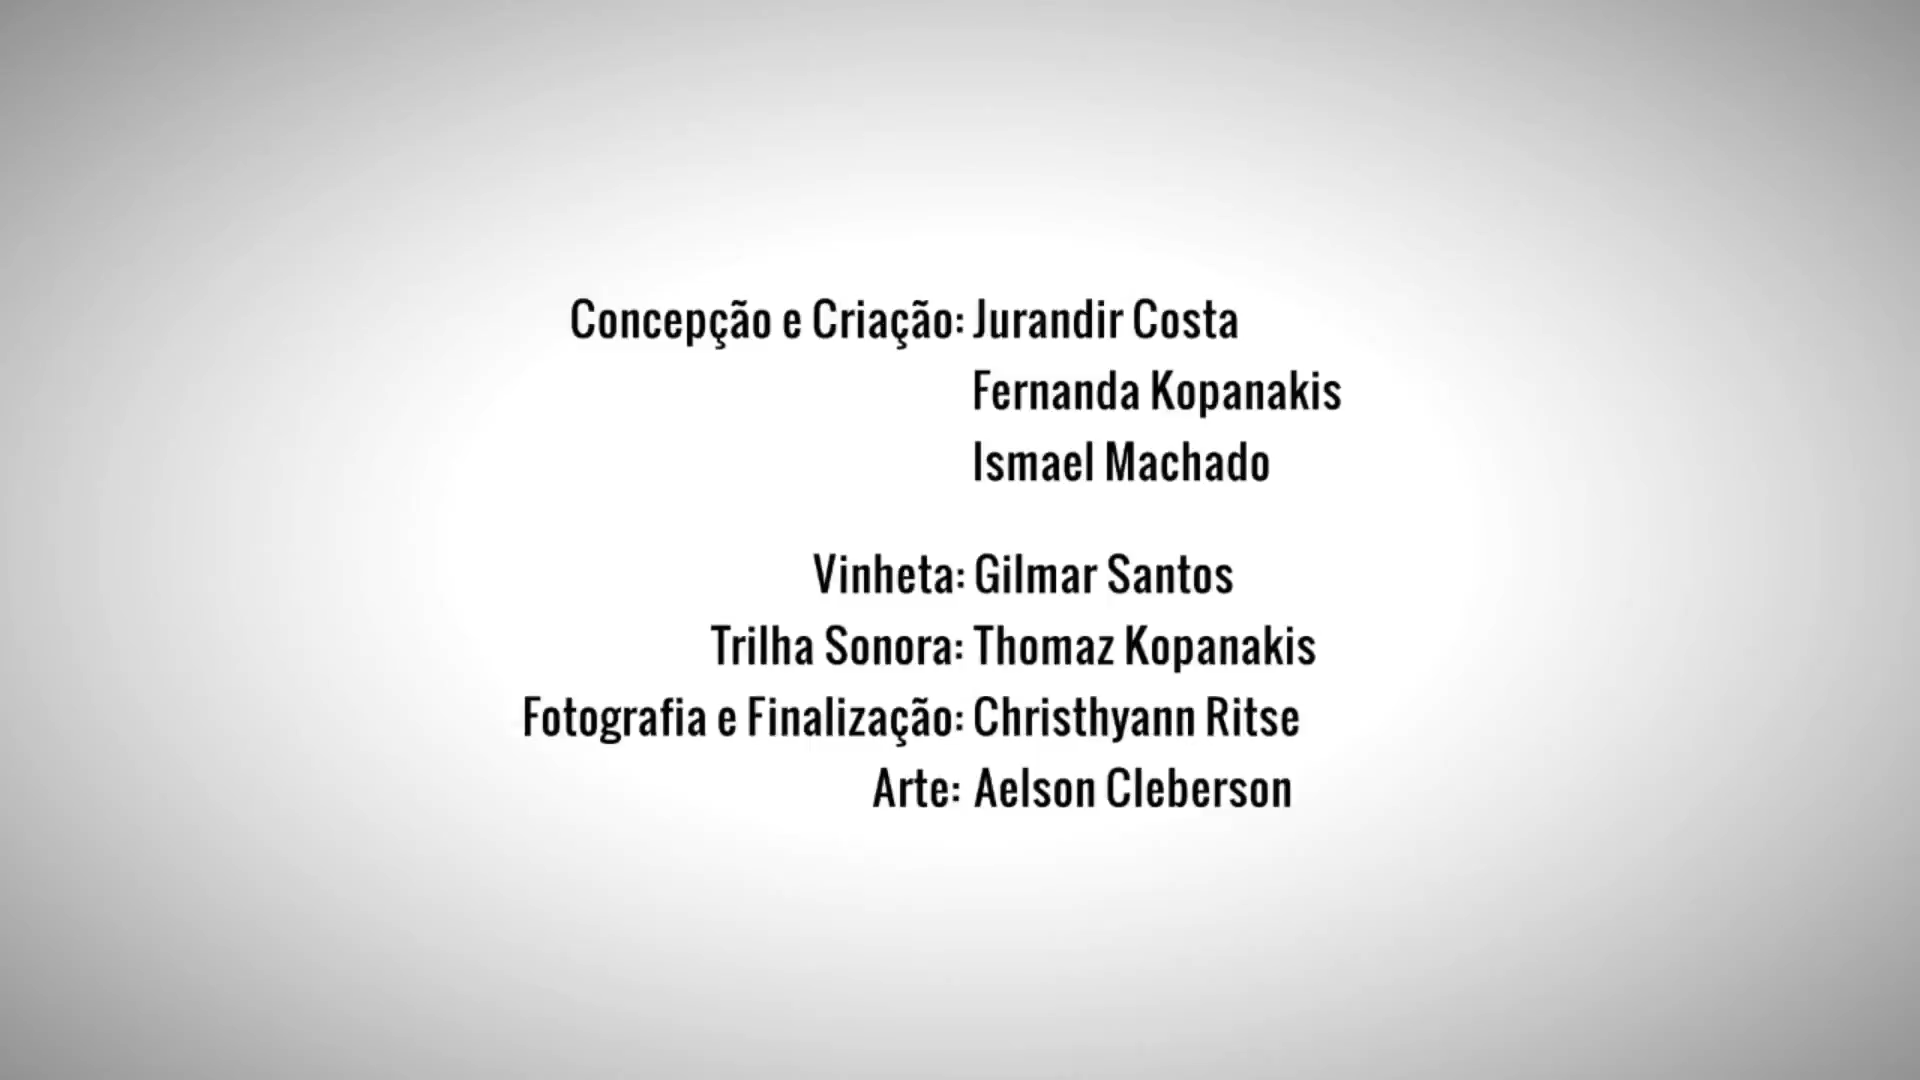 Concepção e Criação: Jurandir Costa
Fernanda Kopanakis
Ismael Machado
Vinheta: Gilmar Santos
Trilha Sonora: Thomaz Kopanakis
Fotografia e Finalização: Christhyann Ritse
Arte: Aelson Cleberson